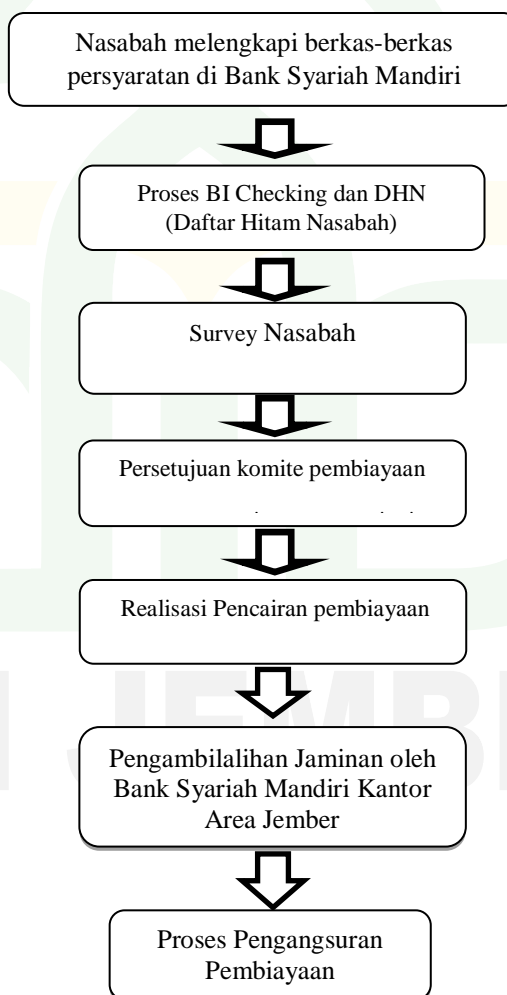 Nasabah melengkapi berkas-berkas
persyaratan di Bank Syariah Mandiri
Proses BI Checking dan DHN
(Daftar Hitam Nasabah)
Survey Nasabah
Persetujuan komite pembiayaan
Realisasi Pencairan pembiayaan
Pengambilalihan Jaminan oleh
Bank Syariah Mandiri Kantor
Area Jember
Proses Pengangsuran
Pembiayaan